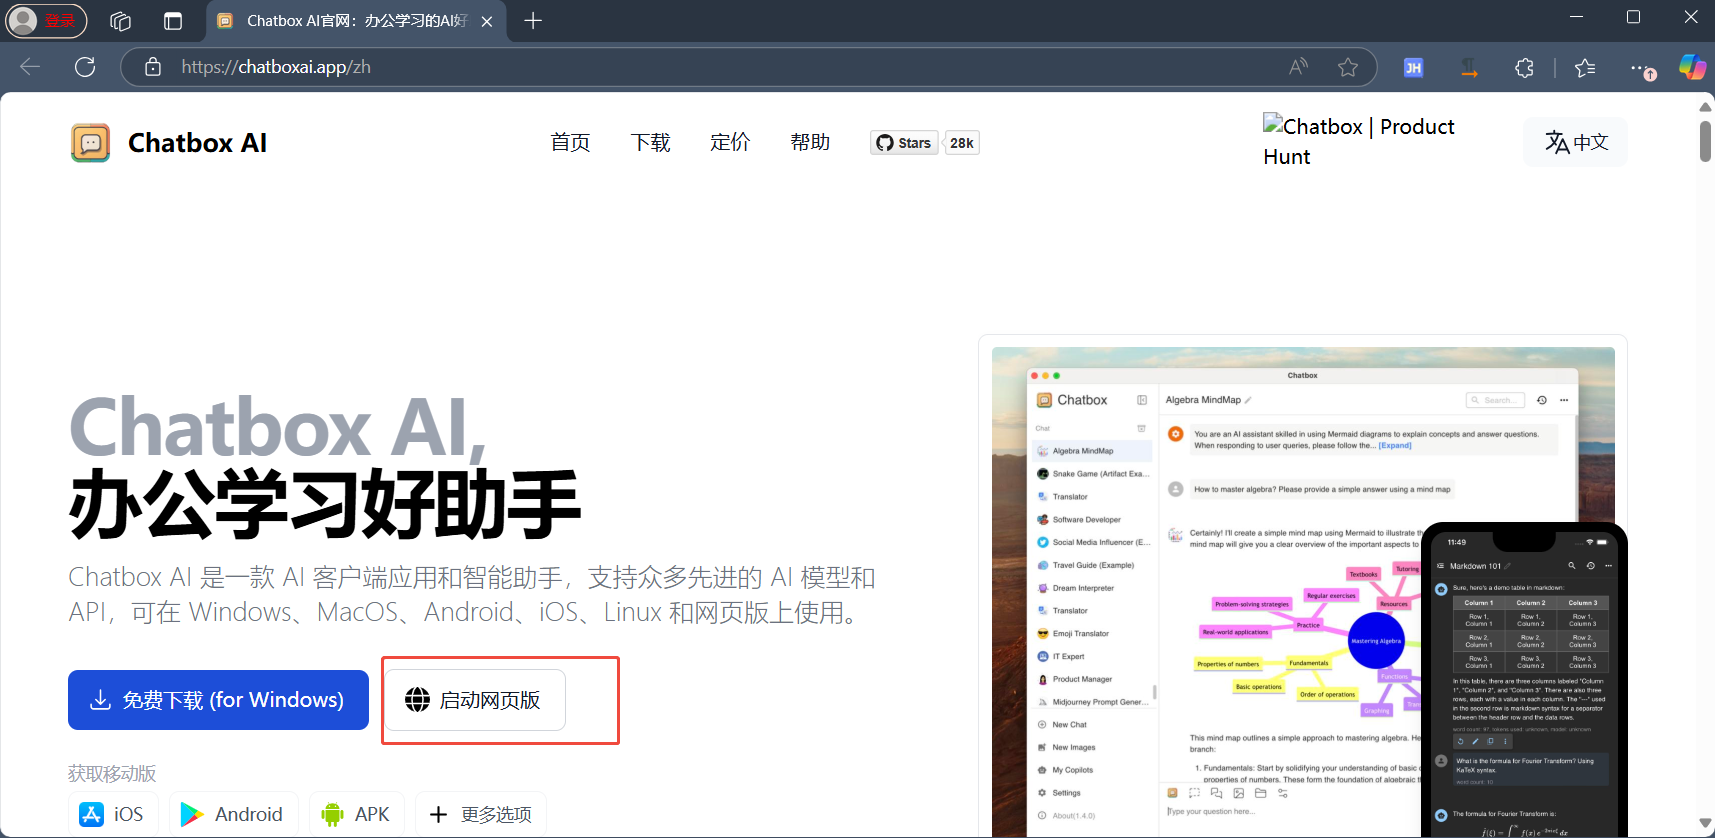 登录
Chatbox AI官网：办公学习的AI好
https://chatboxai.app/zh
JH
Chatbox AI
首页
下载
定价
帮助
Stars
28k
Chatbox | Product
Hunt
中文
Chatbox AI,
办公学习好助手
Chatbox AI 是一款 AI 客户端应用和智能助手，支持众多先进的 AI 模型和
API，可在 Windows、MacOS、Android、iOS、Linux 和网页版上使用。
免费下载 (for Windows)
启动网页版
获取移动版
iOS
Android
APK
更多选项
Chatbox
Chatbox
Chat
Algebra MindMap
Snake Game (Artifact Exa...
Translator
Software Developer
Social Media Influencer (E...
Travel Guide (Example)
Dream Interpreter
Translator
Emoji Translator
IT Expert
Product Manager
Midjourney Prompt Gener...
New Chat
New Images
My Copilots
Settings
About(1.4.0)
Algebra MindMap
Search...
You are an AI assistant skilled in using Mermaid diagrams to explain concepts and answer questions.
When responding to user queries, please follow the... [Expand]
How to master algebra? Please provide a simple answer using a mind map
Certainly! I'll create a simple mind map using Mermaid to illustrate th
mind map will give you a clear overview of the important aspects to
Textbooks
Tutoring
Regular exercises
Resources
Problem-solving strategies
Practice
Real-world applications
Mastering Algebra
Properties of numbers
Fundamentals
Functions
Basic operations
Order of operations
Graphing
This mind map outlines a simple approach to mastering algebra. He
branch:
1. Fundamentals: Start by solidifying your understanding of basic
properties of numbers. These form the foundation of algebraic
Type your question here...
11:49
Markdown 101
Sure, here's a demo table in markdown:
Column 1 Column 2 Column 3
Row 1, Column 1 Row 1, Column 2 Row 1, Column 3
Row 2, Column 1 Row 2, Column 2 Row 2, Column 3
Row 3, Column 1 Row 3, Column 2 Row 3, Column 3
In this table, there are three columns labeled "Column
1", "Column 2", and "Column 3". There are also three
rows, each with a value in each column. The "---" used
in the second row is markdown syntax for a separator
between the header row and the data rows.
word count: 97, tokens used: unknown, model: unknown
What is the formula for Fourier Transform? Using
KaTeX syntax.
word count: 10
The formula for Fourier Transform is: